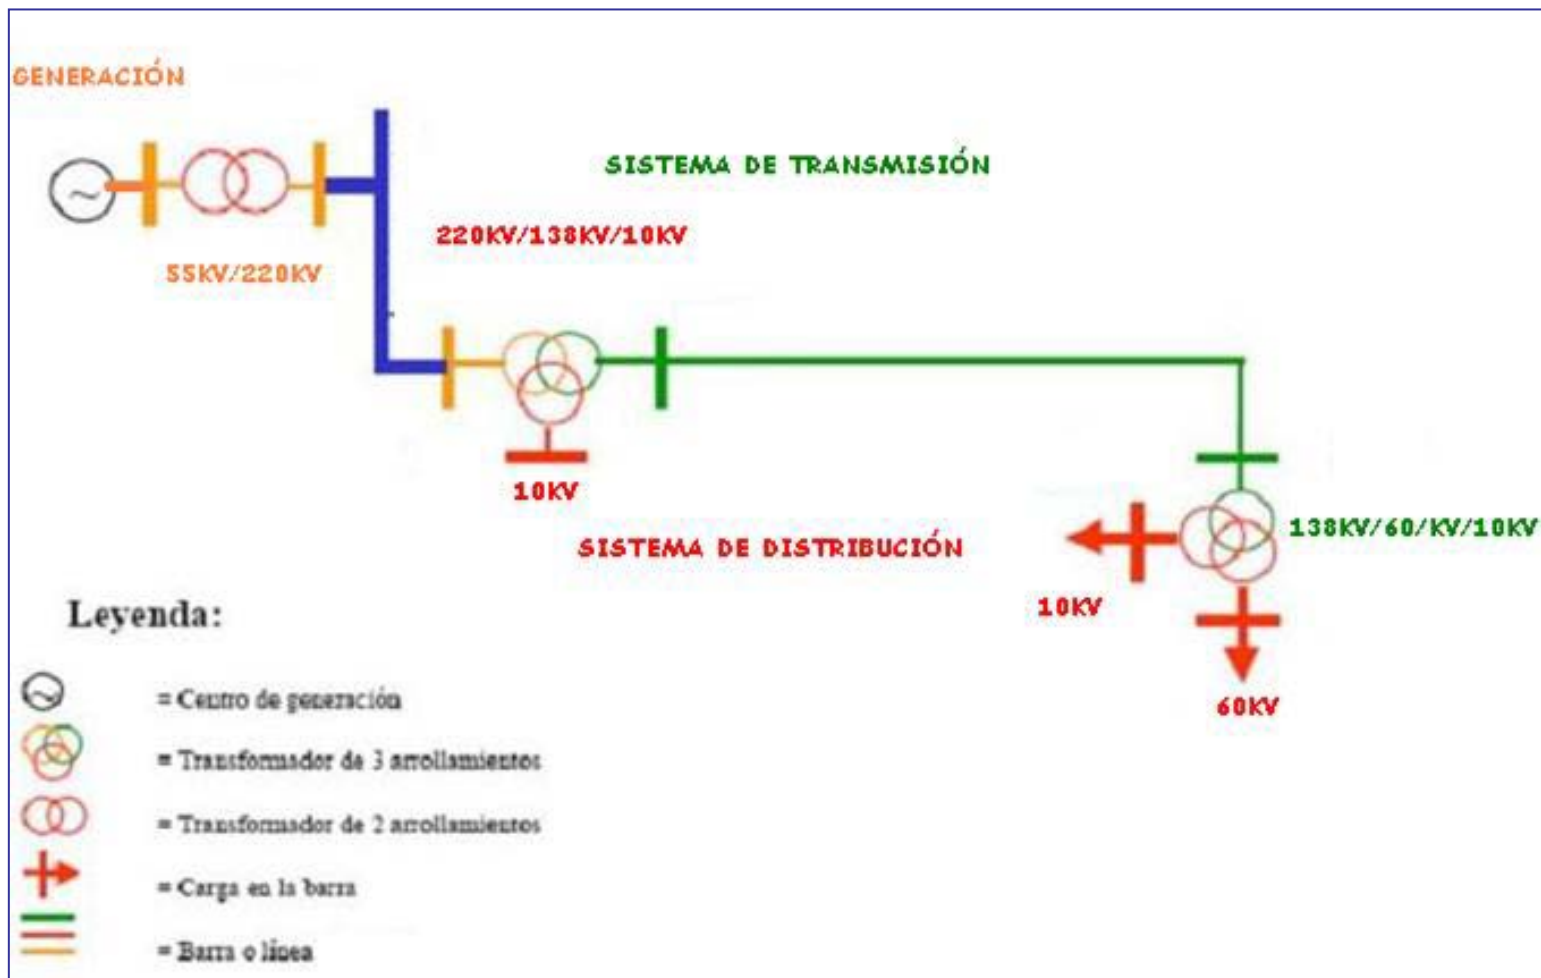 GENERACIÓN
SISTEMA DE TRANSMISIÓN
220KV/138KV/10KV
55KV/220KV
10KV
SISTEMA DE DISTRIBUCIÓN
138KV/60/KV/10KV
10KV
60KV
Leyenda:
= Centro de generación
= Transformador de 3 arrollamientos
= Transformador de 2 arrollamientos
= Carga en la barra
= Barra o línea